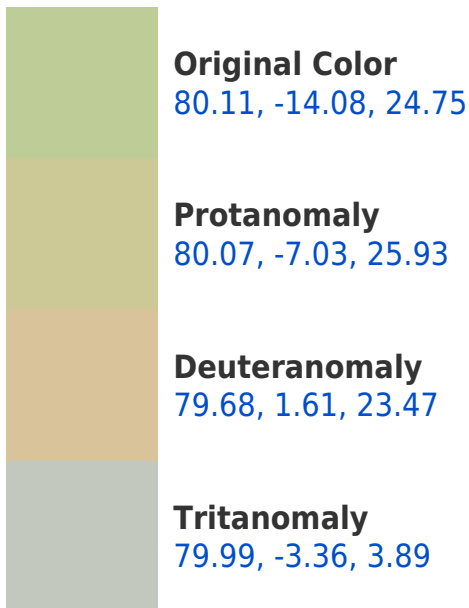 Original Color
80.11, -14.08, 24.75
Protanomaly
80.07, -7.03, 25.93
Deuteranomaly
79.68, 1.61, 23.47
Tritanomaly
79.99, -3.36, 3.89